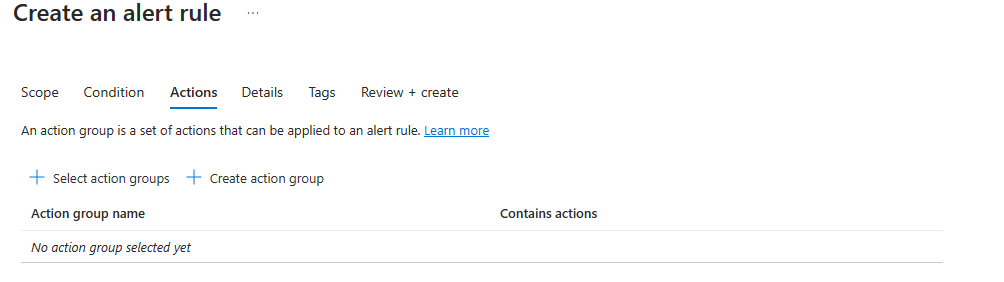 Create an alert rule ...
Scope Condition Actions Details Tags Review + create
An action group is a set of actions that can be applied to an alert rule. Learn more
+ Select action groups + Create action group
Action group name Contains actions
No action group selected yet